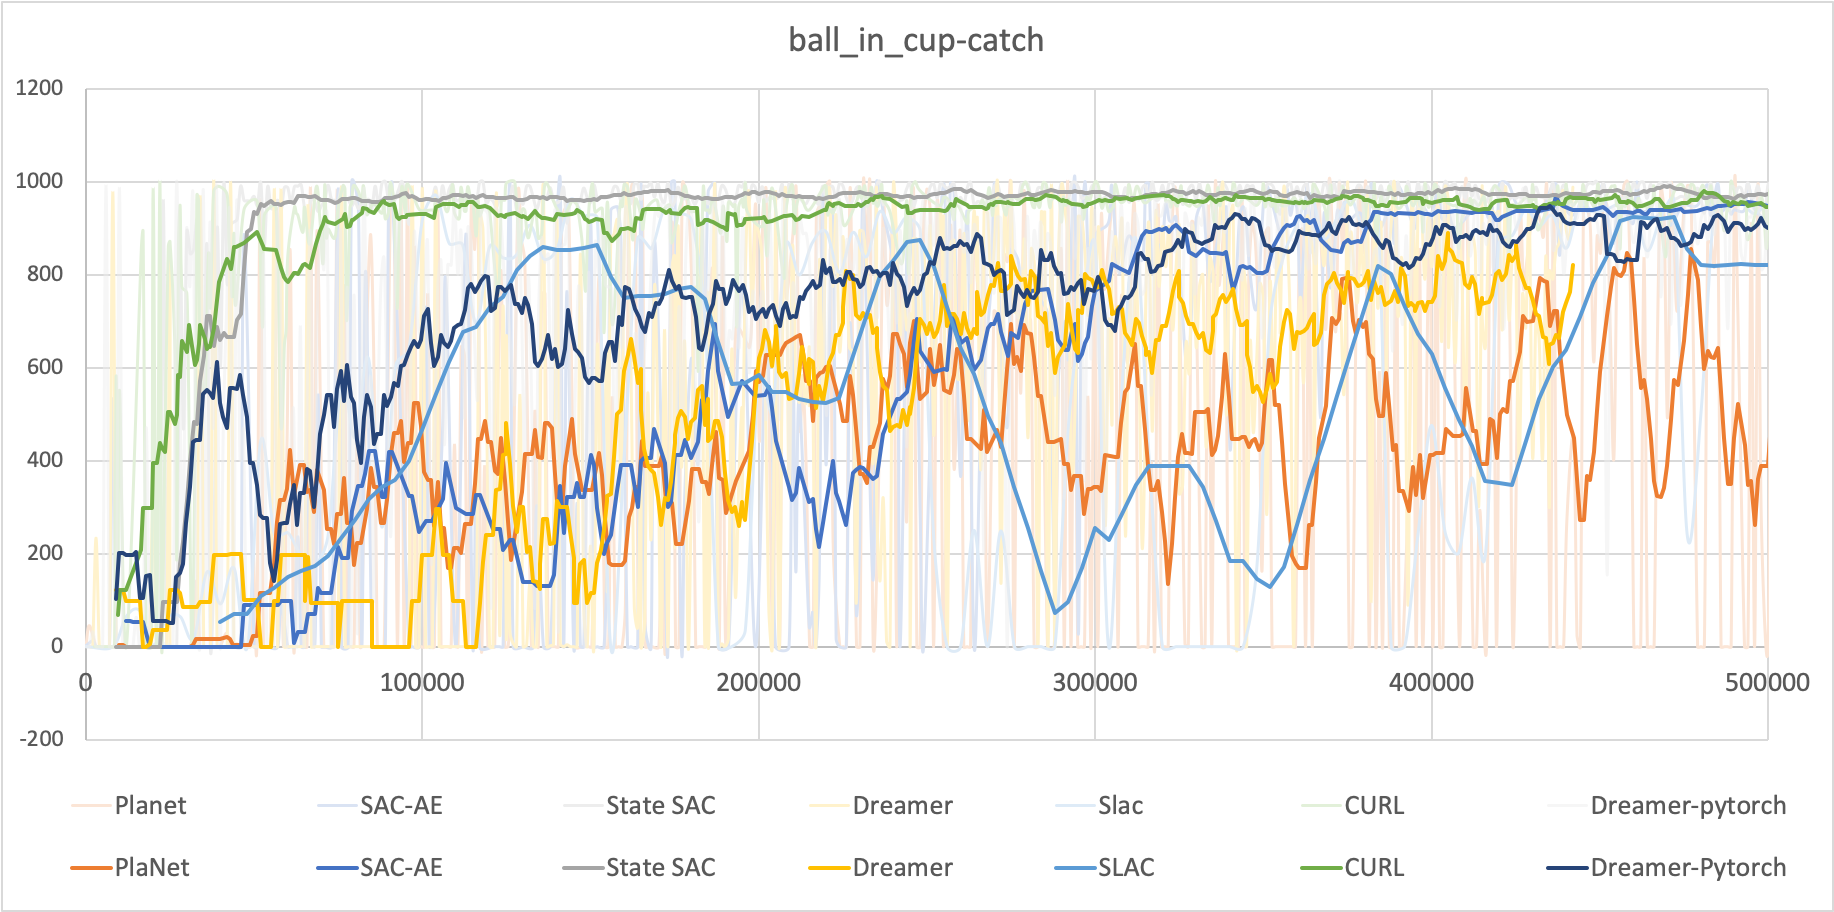 ball_in_cup-catch
1200
1000
800
600
400
200
0
0 100000 200000 300000 400000 500000
-200
Planet SAC-AE State SAC Dreamer Slac CURL Dreamer-pytorch
PlaNet SAC-AE State SAC Dreamer SLAC CURL Dreamer-Pytorch